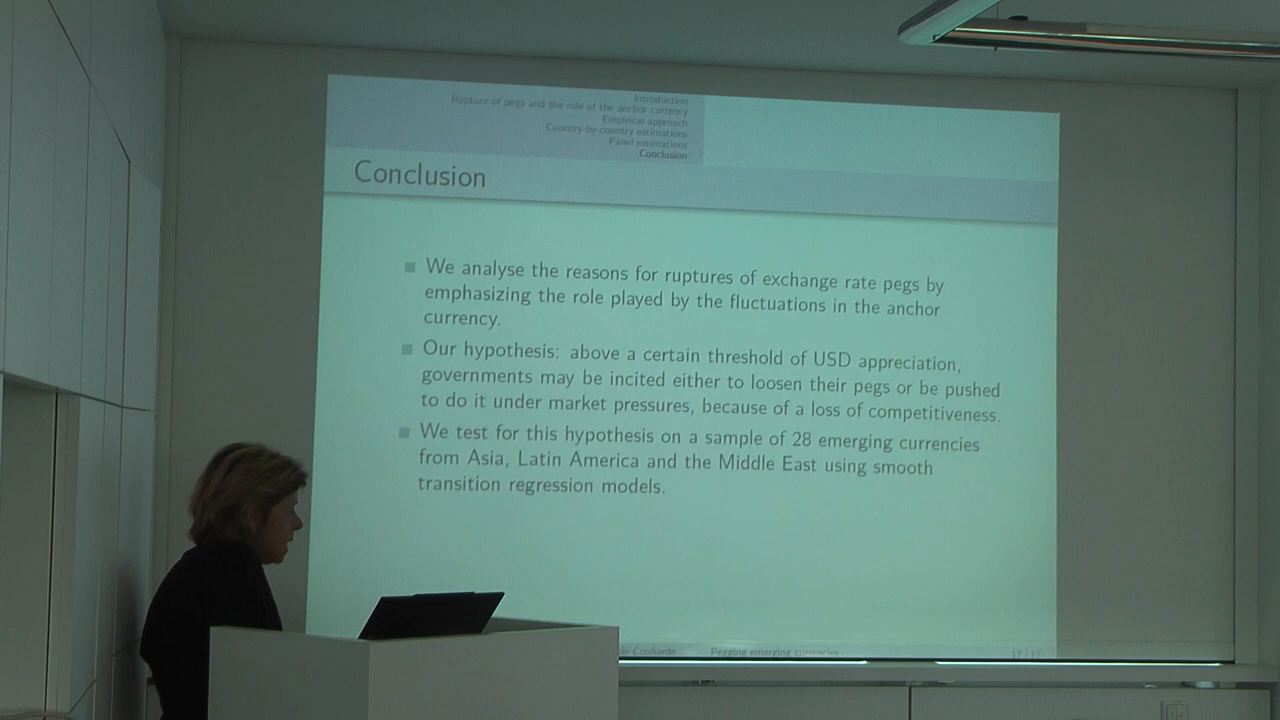 Introduction
Rupture of pegs and the role of the anchor currency
Empirical approach
Country-by-country estimations
Panel estimations
Conclusion
Conclusion
We analyse the reasons for ruptures of exchange rate pegs by
emphasizing the role played by the fluctuations in the anchor
currency.
Our hypothesis: above a certain threshold of USD appreciation,
governments may be incited either to loosen their pegs or be pushed
to do it under market pressures, because of a loss of competitiveness.
We test for this hypothesis on a sample of 28 emerging currencies
from Asia, Latin America and the Middle East using smooth
transition regression models.
Couharde Pegging emerging currencies 17 / 17